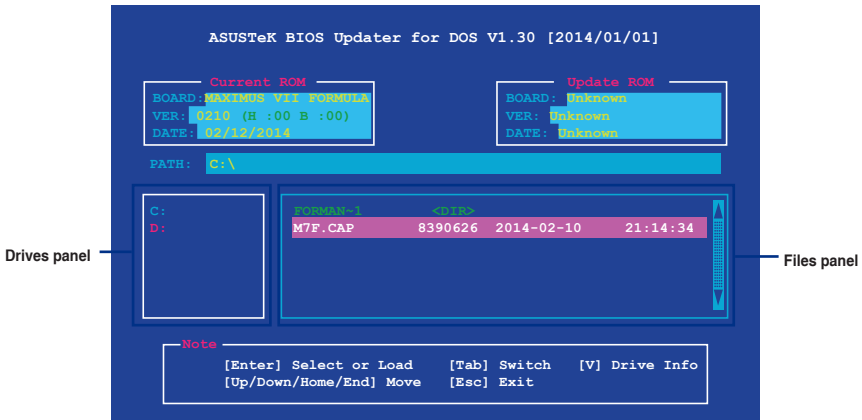 ASUSTeK BIOS Updater for DOS V1.30 [2014/01/01]
Current ROM
BOARD: MAXIMUS VII FORMULA
VER: 0210 (H :00 B :00)
DATE: 02/12/2014
Update ROM
BOARD: Unknown
VER: Unknown
DATE: Unknown
PATH: C:\
C:
D:
FORMAN~1 <DIR>
M7F.CAP 8390626 2014-02-10 21:14:34
Drives panel
Files panel
Note
[Enter] Select or Load [Tab] Switch [V] Drive Info
[Up/Down/Home/End] Move [Esc] Exit